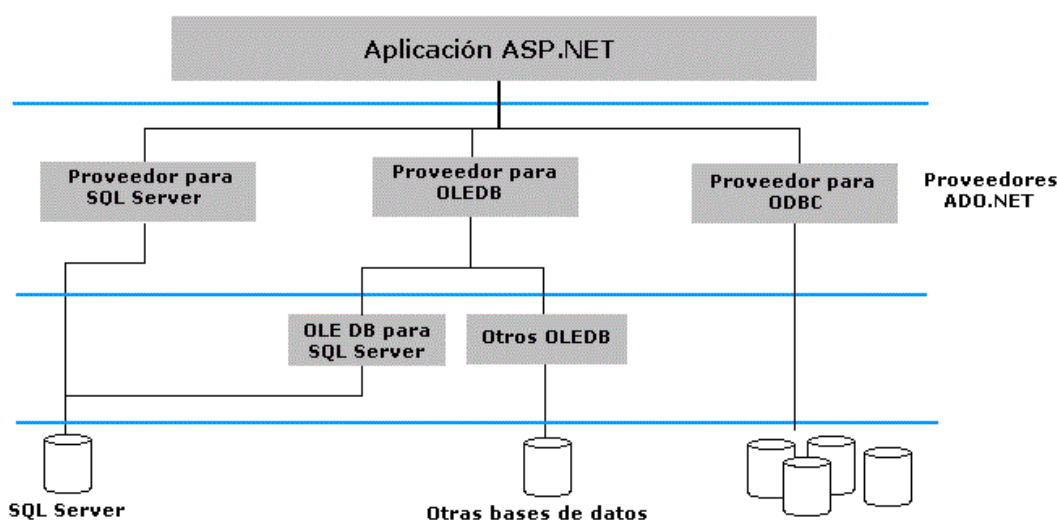 Aplicación ASP.NET
Proveedor para
SQL Server
Proveedor para
OLEDB
Proveedor para
ODBC
Proveedores
ADO.NET
OLE DB para
SQL Server
Otros OLEDB
SQL Server
Otras bases de datos